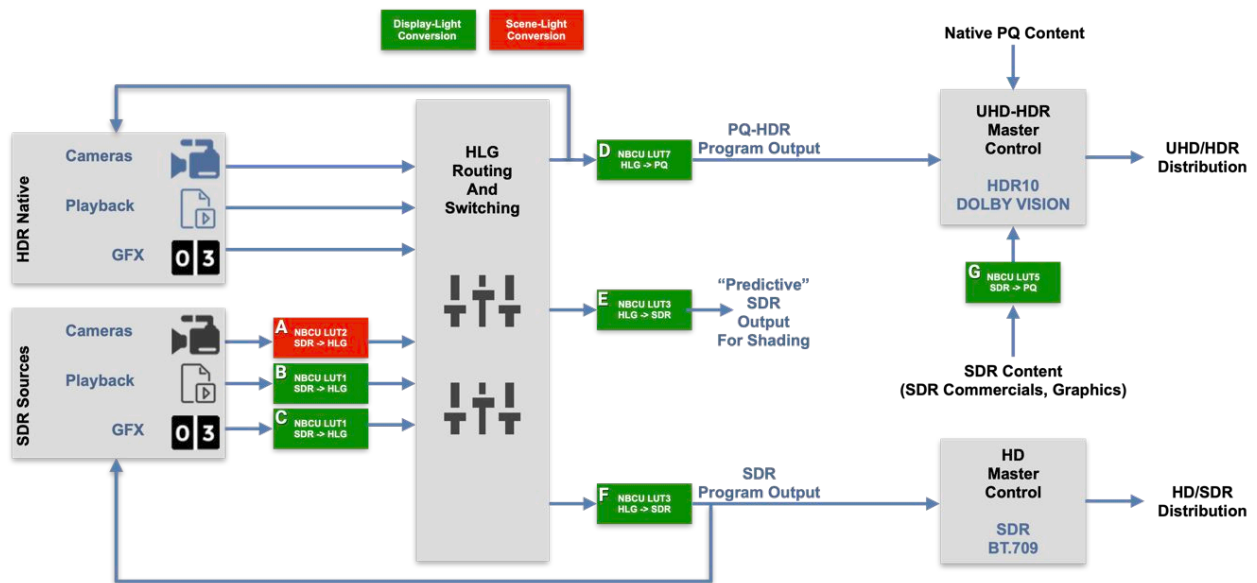 Display-Light
Conversion
Scene-Light
Conversion
Native PQ Content
HDR Native
Cameras
Playback
GFX
0 3
HLG
Routing
And
Switching
D
NBCU LUT7
HLG -> PQ
PQ-HDR
Program Output
UHD-HDR
Master
Control
HDR10
DOLBY VISION
UHD/HDR
Distribution
G
NBCU LUT5
SDR -> PQ
E
NBCU LUT3
HLG -> SDR
“Predictive”
SDR
Output
For Shading
SDR Content
(SDR Commercials, Graphics)
SDR Sources
Cameras
Playback
GFX
0 3
A
NBCU LUT2
SDR -> HLG
B
NBCU LUT1
SDR -> HLG
C
NBCU LUT1
SDR -> HLG
F
NBCU LUT3
HLG -> SDR
SDR
Program Output
HD
Master
Control
SDR
BT.709
HD/SDR
Distribution